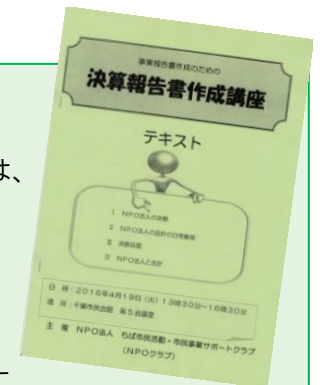 事業報告書作成のための
決算報告書作成講座
テキスト
は、
Ⅰ NPO法人の決算
Ⅱ NPO法人の会計の日常業務
Ⅲ 決算処理
Ⅳ NPO法人と会計
日 時:2016年4月19日(火)13時30分~16時30分
場 所:千葉市民会館 第5会議室
主 催 NPO法人 ちば市民活動・市民事業サポートクラブ
(NPOクラブ)